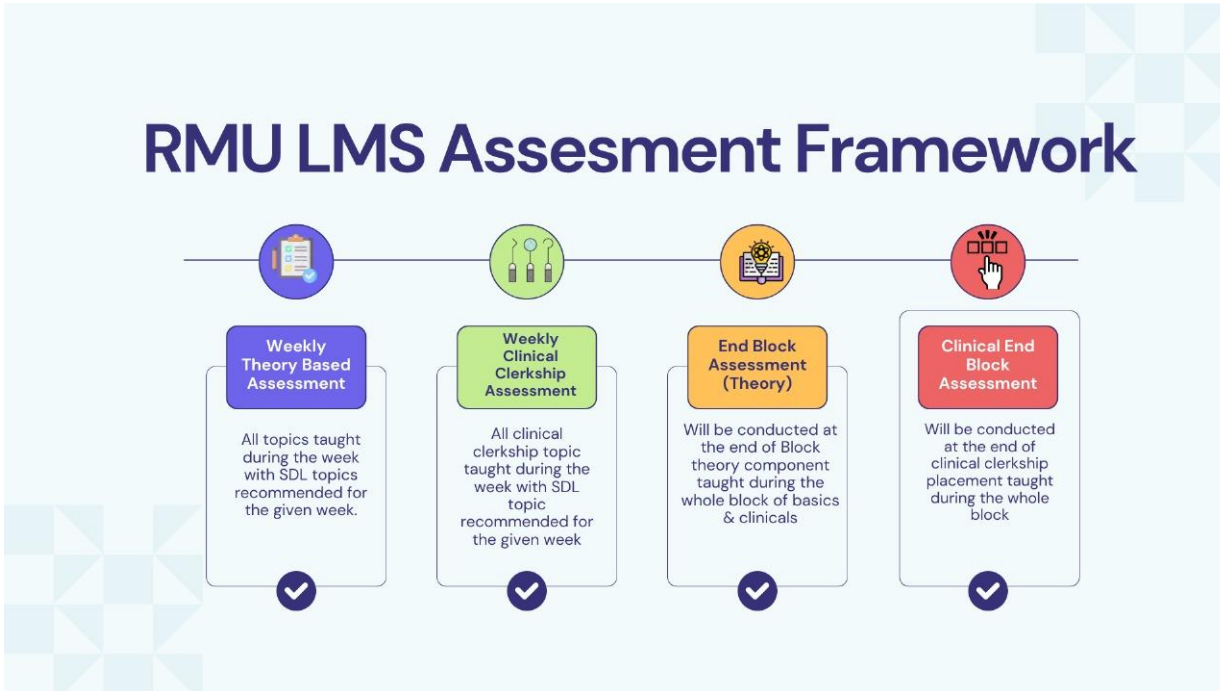 RMU LMS Assesment Framework
Weekly
Theory Based
Assessment
All topics taught
during the week
with SDL topics
recommended for
the given week.
Weekly
Clinical
Clerkship
Assessment
All clinical
clerkship topic
taught during the
week with SDL
topic
recommended for
the given week
End Block
Assessment
(Theory)
Will be conducted at
the end of Block
theory component
taught during the
whole block of basics
& clinicals
Clinical End
Block
Assessment
Will be conducted
at the end of
clinical clerkship
placement taught
during the whole
block